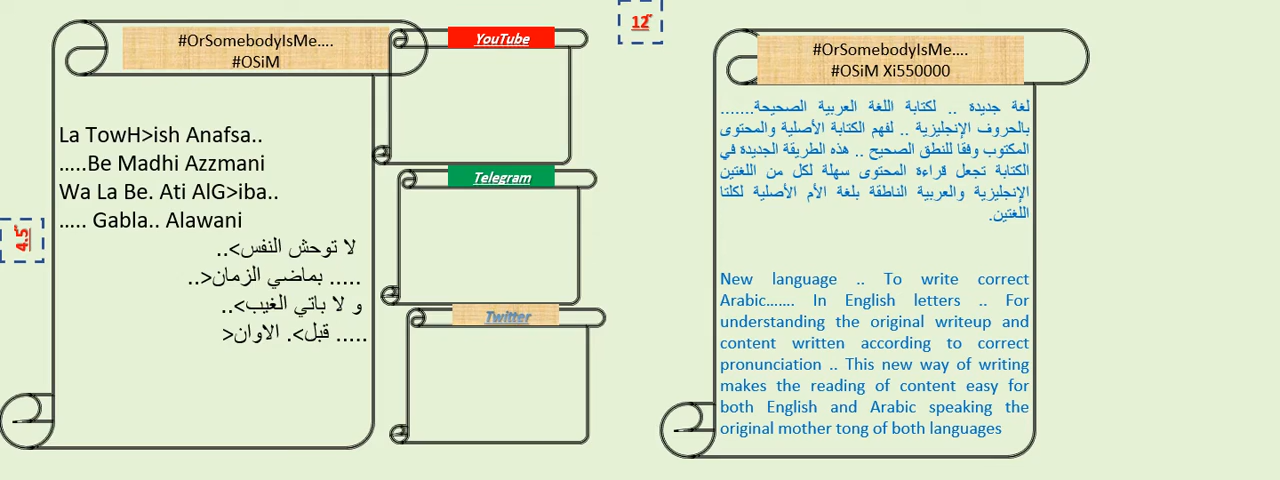 #OrSomebodyIsMe....
#OSiM
La TowH>ish Anafsa..
.....Be Madhi Azzmani
Wa La Be. Ati AlG>iba..
..... Gabla.. Alawani
لا توحش النفس>..
..... بماضي الزمان>..
و لا باتي الغيب>..
..... قبل>. الاوان>
4.5"
YouTube
Telegram
Twitter
12"
#OrSomebodyIsMe....
#OSiM Xi550000
لغة جديدة .. لكتابة اللغة العربية الصحيحة.......
بالحروف الإنجليزية .. لفهم الكتابة الأصلية والمحتوى
المكتوب وفقًا للنطق الصحيح .. هذه الطريقة الجديدة في
الكتابة تجعل قراءة المحتوى سهلة لكل من اللغتين
الإنجليزية والعربية الناطقة بلغة الأم الأصلية لكلتا
اللغتين.
New language .. To write correct
Arabic....... In English letters .. For
understanding the original writeup and
content written according to correct
pronunciation .. This new way of writing
makes the reading of content easy for
both English and Arabic speaking the
original mother tong of both languages